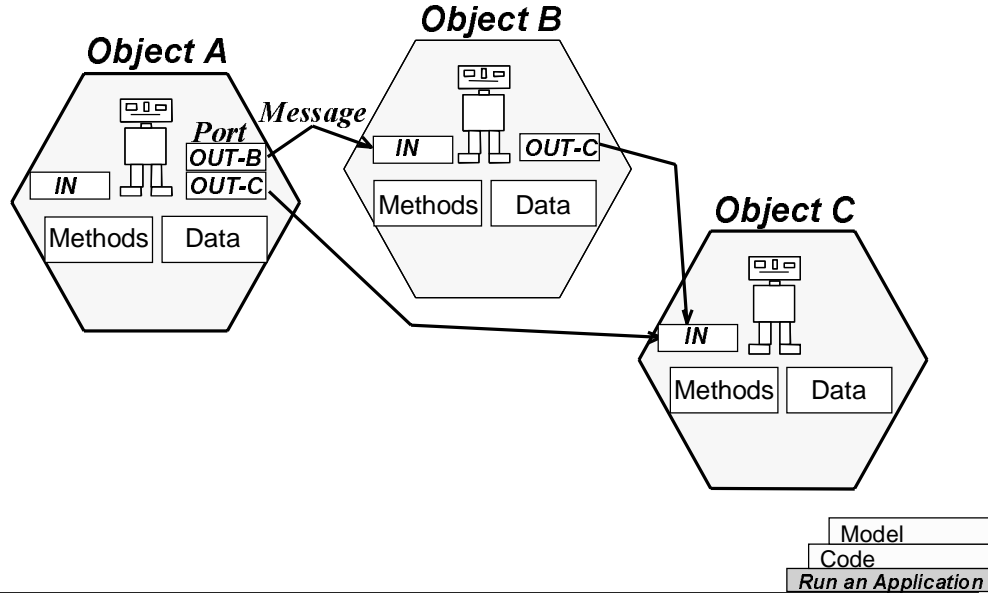 Object A
Port
OUT-B
OUT-C
IN
Methods
Data
Message
Object B
IN
OUT-C
Methods
Data
Object C
IN
Methods
Data
Model
Code
Run an Application